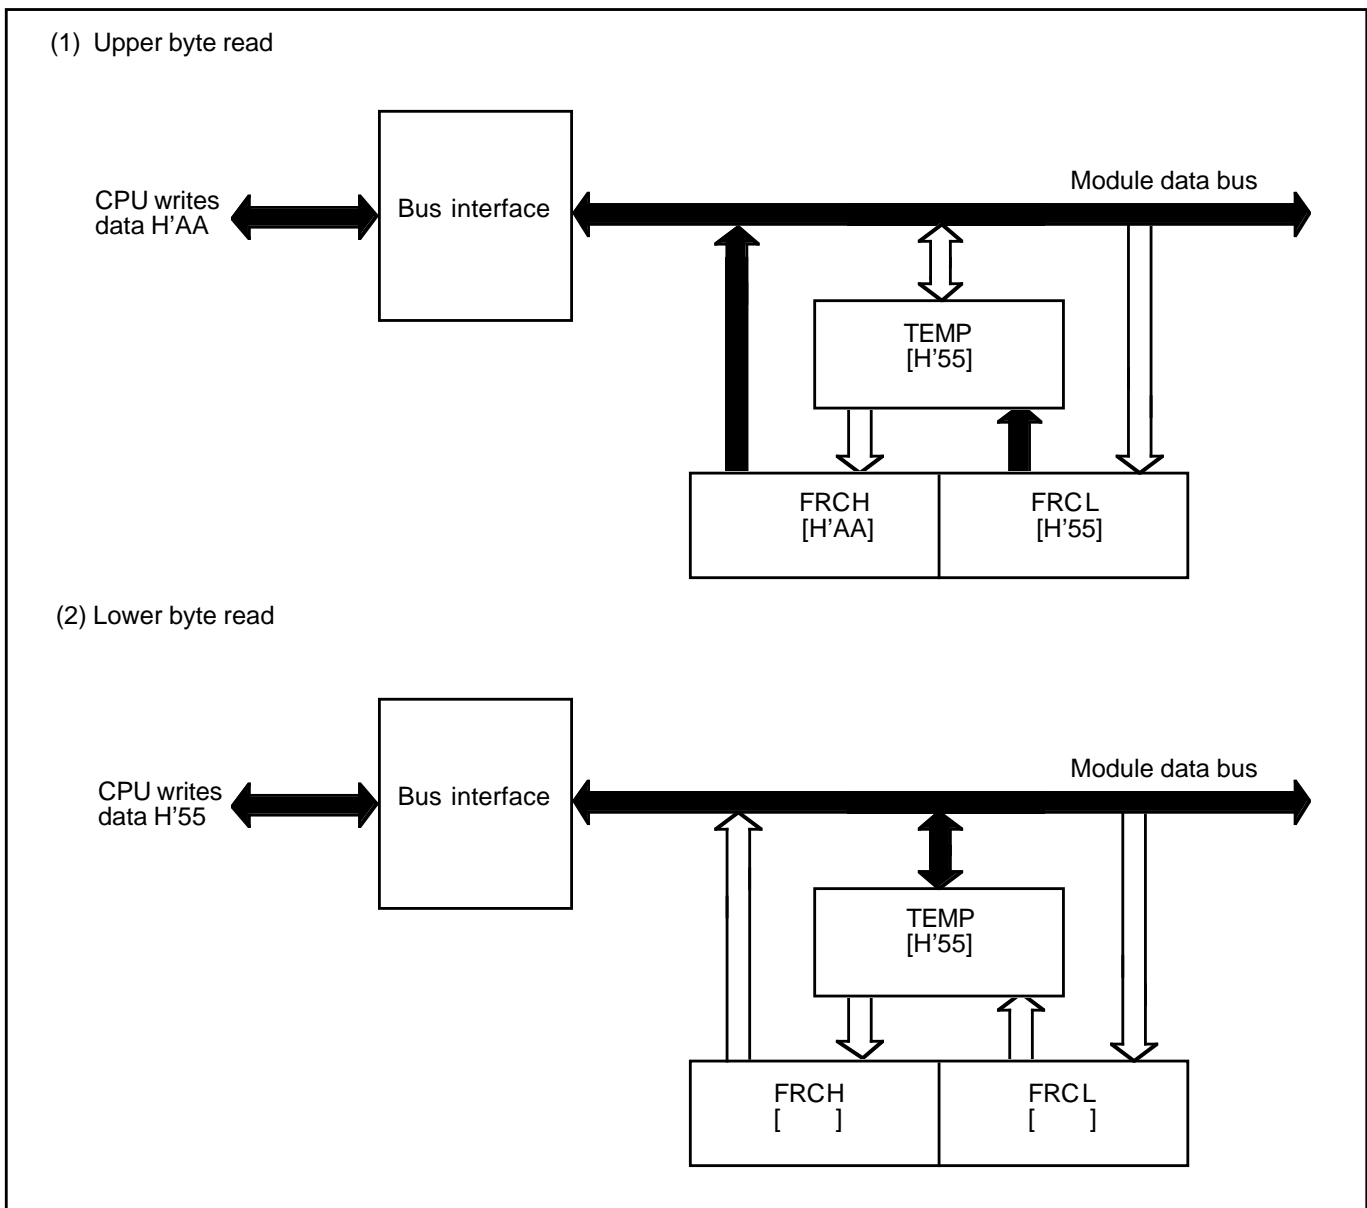 (1) Upper byte read
CPU writes
data H'AA
Bus interface
Module data bus
TEMP
[H'55]
FRCH
[H'AA]
FRCL
[H'55]
(2) Lower byte read
CPU writes
data H'55
Bus interface
Module data bus
TEMP
[H'55]
FRCH
[ ]
FRCL
[ ]